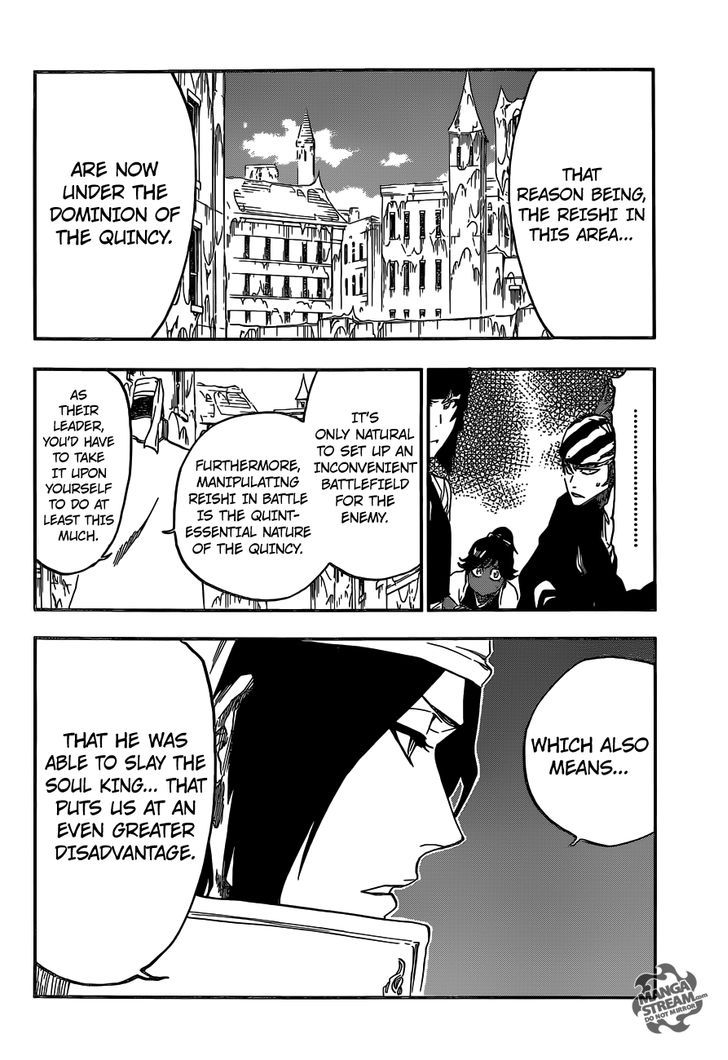 THAT
REASON BEING,
THE REISHI IN
THIS AREA...
ARE NOW
UNDER THE
DOMINION OF
THE QUINCY.
IT'S
ONLY NATURAL
TO SET UP AN
INCONVENIENT
BATTLEFIELD
FOR THE
ENEMY.
FURTHERMORE,
MANIPULATING
REISHI IN BATTLE
IS THE QUINT-
ESSENTIAL NATURE
OF THE QUINCY.
AS
THEIR
LEADER,
YOU'D HAVE
TO TAKE
IT UPON
YOURSELF
TO DO AT
LEAST THIS
MUCH.
WHICH ALSO
MEANS...
THAT HE WAS
ABLE TO SLAY THE
SOUL KING... THAT
PUTS US AT AN
EVEN GREATER
DISADVANTAGE.
MANGA
STREAM.com
DO NOT MIRROR